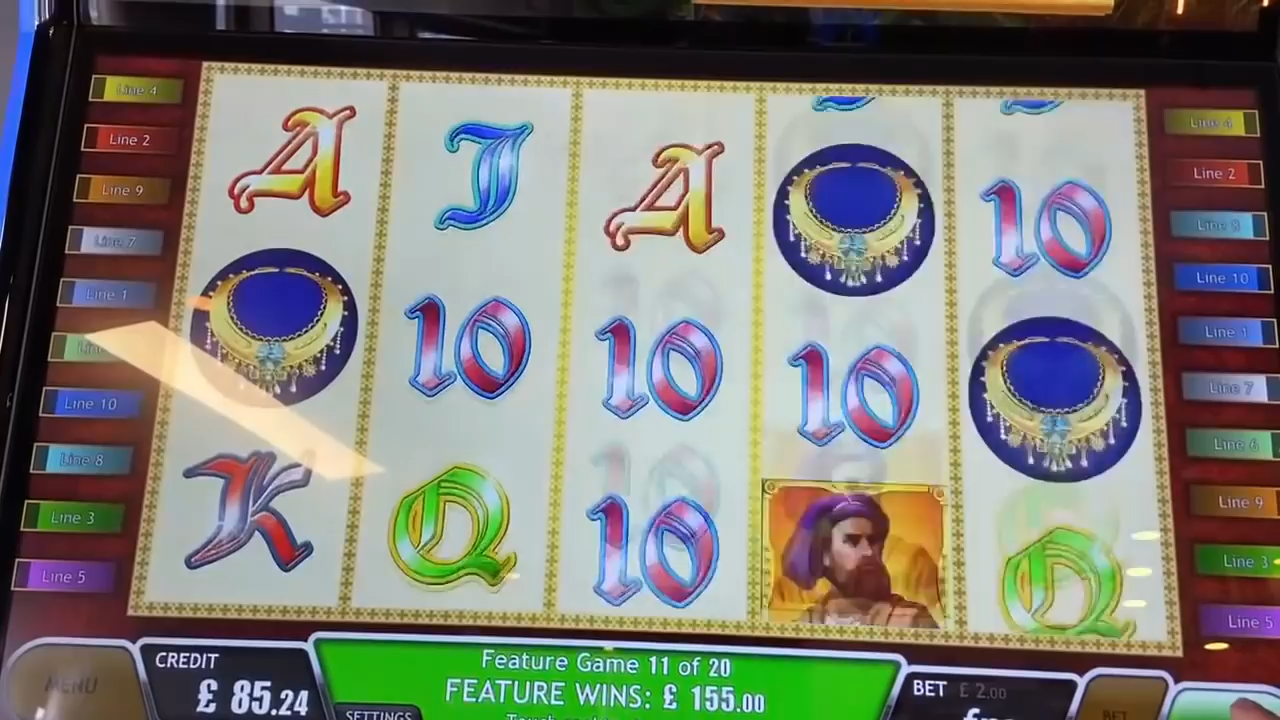 Line 4
Line 2
Line 9
Line 7
Line 1
Line 10
Line 8
Line 3
Line 5
A J A 10
10 10 10
K Q 10 Q
Line 4
Line 2
Line 8
Line 10
Line 1
Line 7
Line 6
Line 9
Line 3
Line 5
MENU
CREDIT
£ 85.24
SETTINGS
Feature Game 11 of 20
FEATURE WINS: £ 155.00
BET £ 2.00
BET